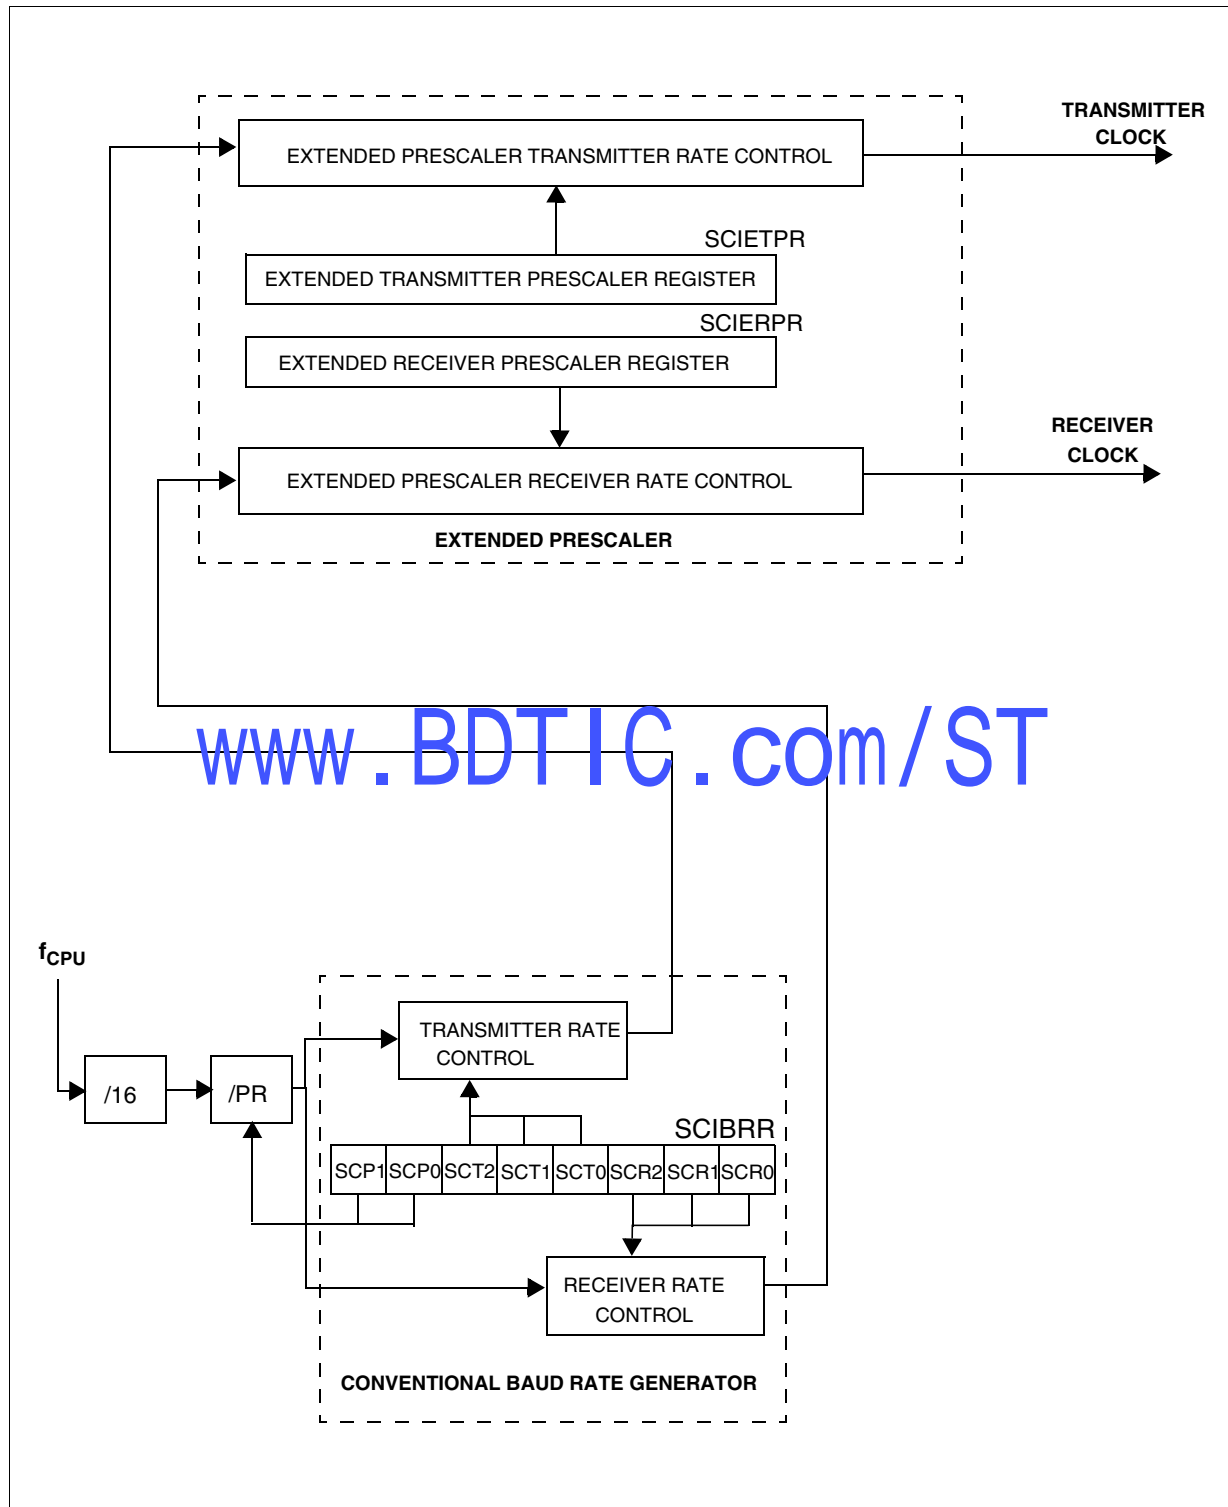 TRANSMITTER
CLOCK
EXTENDED PRESCALER TRANSMITTER RATE CONTROL
SCIETPR
EXTENDED TRANSMITTER PRESCALER REGISTER
SCIERPR
EXTENDED RECEIVER PRESCALER REGISTER
RECEIVER
CLOCK
EXTENDED PRESCALER RECEIVER RATE CONTROL
EXTENDED PRESCALER
www.BDTIC.com/ST
fCPU
TRANSMITTER RATE
CONTROL
/16
/PR
SCIBRR
SCP1 SCP0 SCT2 SCT1 SCT0 SCR2 SCR1 SCR0
RECEIVER RATE
CONTROL
CONVENTIONAL BAUD RATE GENERATOR